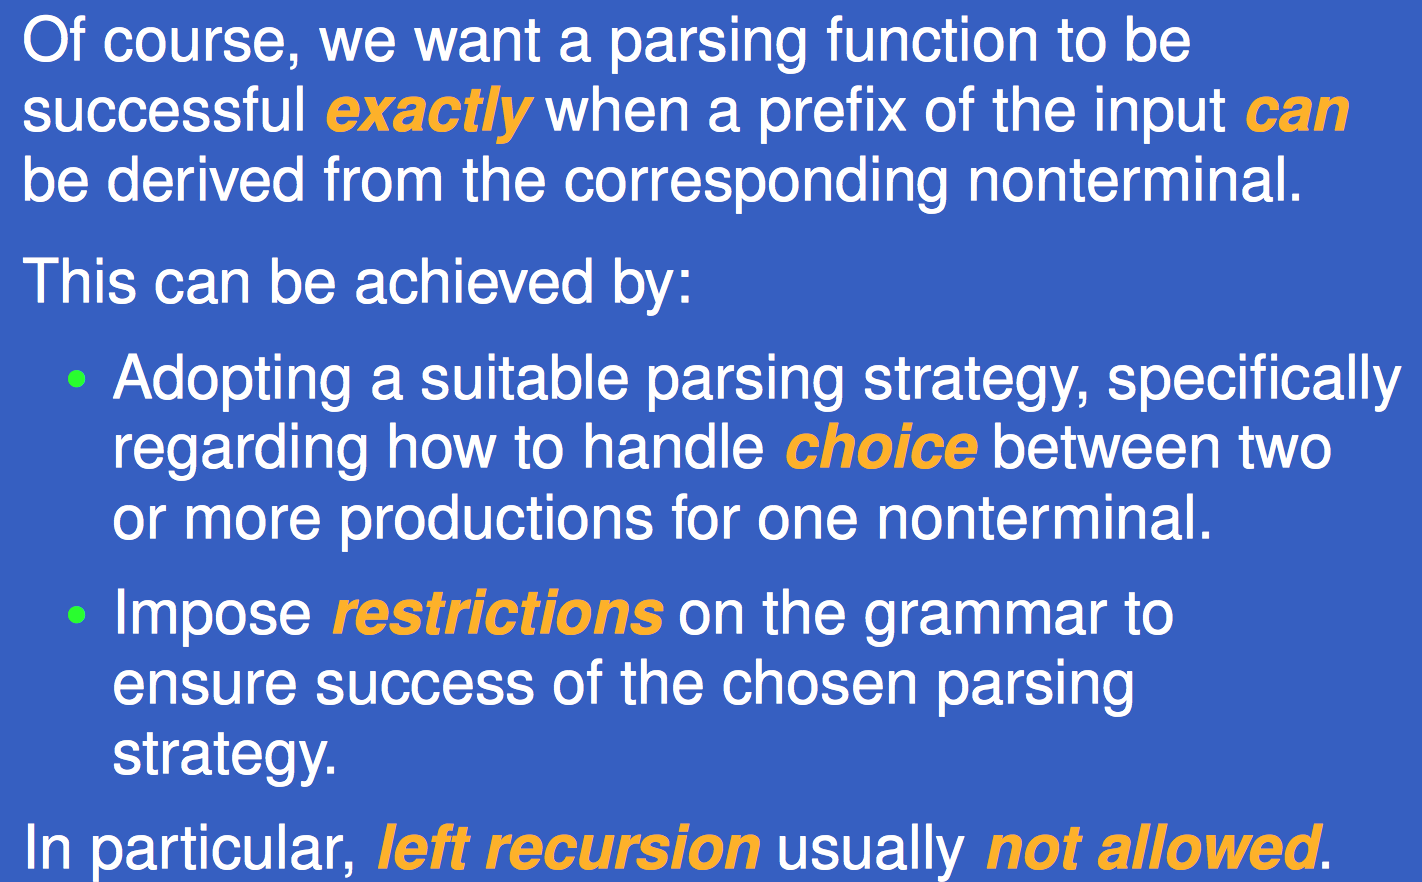 Of course, we want a parsing function to be
successful exactly when a prefix of the input can
be derived from the corresponding nonterminal.
This can be achieved by:
• Adopting a suitable parsing strategy, specifically
regarding how to handle choice between two
or more productions for one nonterminal.
• Impose restrictions on the grammar to
ensure success of the chosen parsing
strategy.
In particular, left recursion usually not allowed.